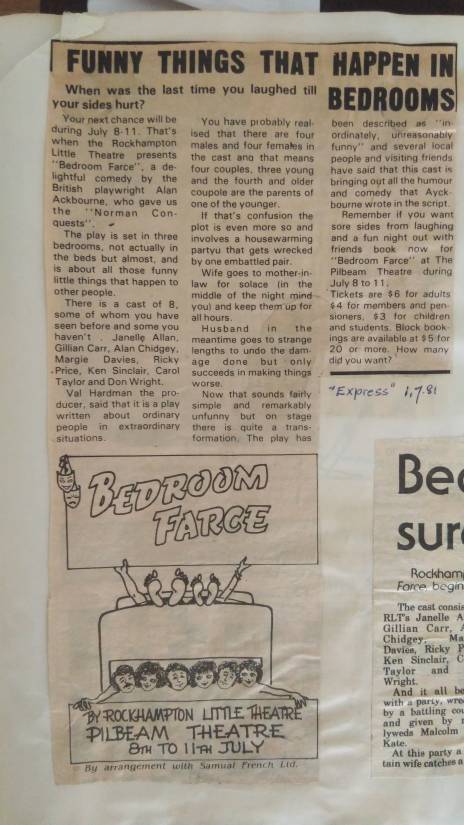 FUNNY THINGS THAT HAPPEN IN
BEDROOMS
When was the last time you laughed till
your sides hurt?
Your next chance will be
during July 8-11. That's
when the Rockhampton
Little Theatre presents
"Bedroom Farce", a de-
lightful comedy by the
British playwright Alan
Ackbourne, who gave us
the "Norman Con-
quests".
The play is set in three
bedrooms, not actually in
the beds but almost, and
is about all those funny
little things that happen to
other people.
There is a cast of 8,
some of whom you have
seen before and some you
haven't. Janelle Allan,
Gillian Carr, Alan Chidgey,
Margie Davies, Ricky
Price, Ken Sinclair, Carol
Taylor and Don Wright.
Val Hardman the pro-
ducer, said that it is a play
written about ordinary
people in extraordinary
situations.
You have probably real-
ised that there are four
males and four females in
the cast and that means
four couples, three young
and the fourth and older
coupole are the parents of
one of the younger.
If that's confusion the
plot is even more so and
involves a housewarming
partyu that gets wrecked
by one embattled pair.
Wife goes to mother-in-
law for solace (in the
middle of the night mind
you) and keep them up for
all hours.
Husband in the
meantime goes to strange
lengths to undo the dam-
age done but only
succeeds in making things
worse.
Now that sounds fairly
simple and remarkably
unfunny but on stage
there is quite a trans-
formation. The play has
been described as "in-
ordinately, unreasonably
funny" and several local
people and visiting friends
have said that this cast is
bringing out all the humour
and comedy that Ayck-
bourne wrote in the script.
Remember if you want
sore sides from laughing
and a fun night out with
friends book now for
"Bedroom Farce" at The
Pilbeam Theatre during
July 8 to 11.
Tickets are $6 for adults
$4 for members and pen-
sioners, $3 for children
and students. Block book-
ings are available at $5 for
20 or more. How many
did you want?
"Express" 1.7.81
BEDROOM
FARCE
BY ROCKHAMPTON LITTLE THEATRE
PILBEAM THEATRE
8TH TO 11TH JULY
By arrangement with Samual French Ltd.
Bed
sur
Rockham
Farce, begin
The cast consis
RLT's Janelle A
Gillian Carr, A
Chidgey, Ma
Davies, Ricky P
Ken Sinclair, C
Taylor and
Wright.
And it all be
with a party, wre
by a battling cou
and given by n
lyweds Malcolm
Kate.
At this party a
tain wife catches a